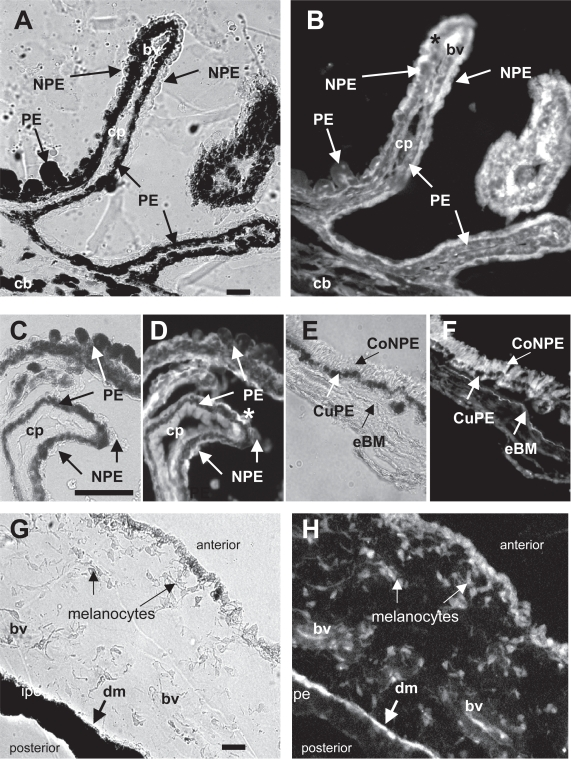 A
bv
NPE
NPE
PE
cp
PE
cb
B
*
bv
NPE
NPE
PE
cp
PE
cb
C
PE
cp
NPE
D
PE
*
cp
NPE
E
CoNPE
CuPE
eBM
F
CoNPE
CuPE
eBM
G
anterior
melanocytes
bv
ipe
dm
bv
posterior
H
anterior
melanocytes
bv
pe
dm
bv
posterior